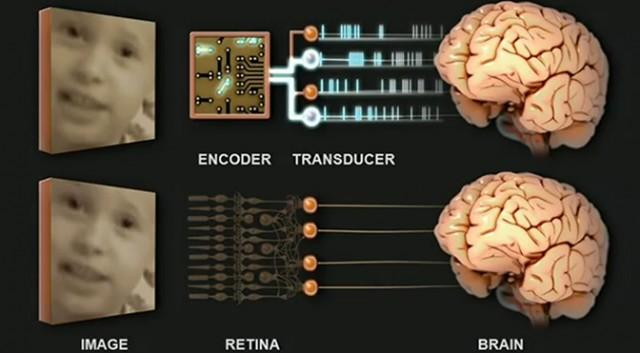 ENCODER TRANSDUCER
IMAGE RETINA BRAIN